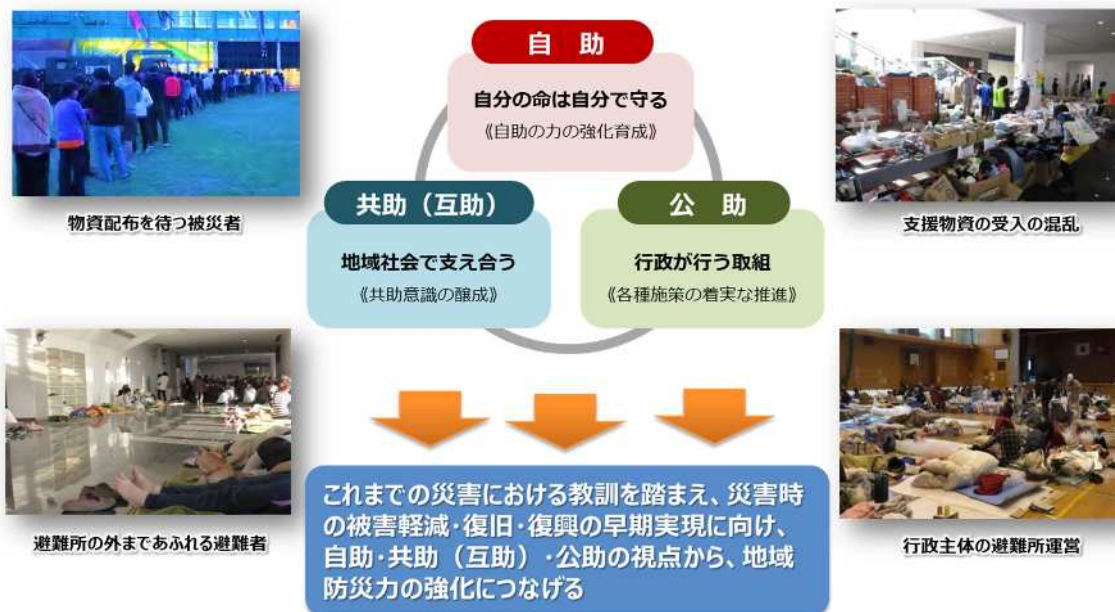 自　助
自分の命は自分で守る
《自助の力の強化育成》
共助（互助）
地域社会で支え合う
《共助意識の醸成》
公　助
行政が行う取組
《各種施策の着実な推進》
物資配布を待つ被災者
支援物資の受入の混乱
避難所の外まであふれる避難者
行政主体の避難所運営
これまでの災害における教訓を踏まえ、災害時
の被害軽減・復旧・復興の早期実現に向け、
自助・共助（互助）・公助の視点から、地域
防災力の強化につなげる